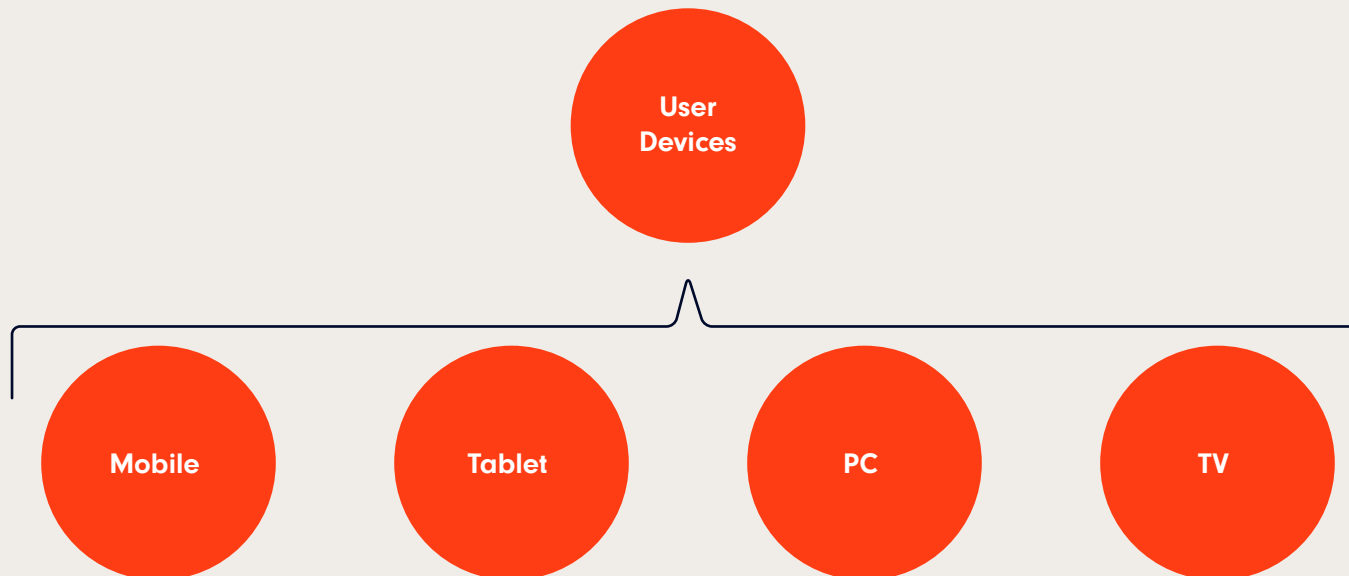 User
Devices
Mobile
Tablet
PC
TV